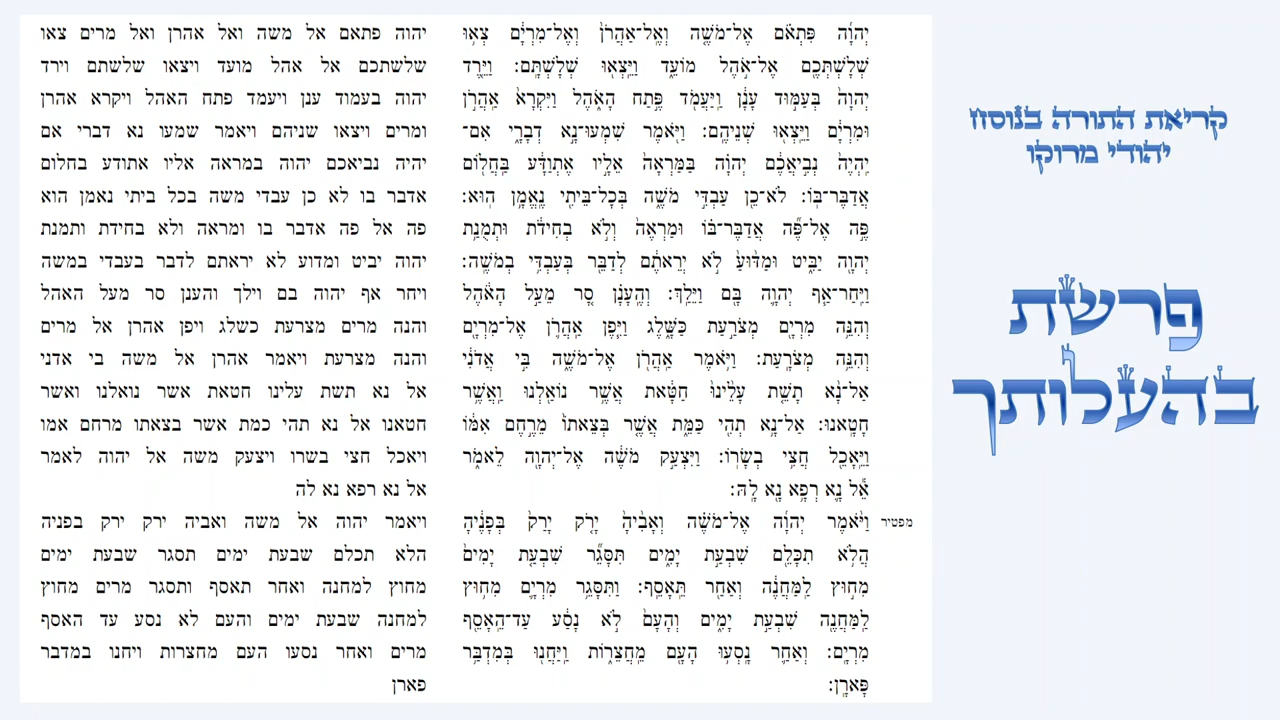 קריאת התורה בנוסח
יהודי מרוקו
פרשת
בהעלותך
יְהוָ֜ה פִּתְאֹ֗ם אֶל־מֹשֶׁ֤ה וְאֶֽל־אַהֲרֹן֙ וְאֶל־מִרְיָ֔ם צְא֥וּ
שְׁלָשְׁתְּכֶ֖ם אֶל־אֹ֣הֶל מוֹעֵ֑ד וַיֵּצְא֖וּ שְׁלָשְׁתָּֽם׃ וַיֵּ֤רֶד
יְהוָה֙ בְּעַמּ֣וּד עָנָ֔ן וַֽיַּעֲמֹ֖ד פֶּ֣תַח הָאֹ֑הֶל וַיִּקְרָא֙ אַהֲרֹ֣ן
וּמִרְיָ֔ם וַיֵּצְא֖וּ שְׁנֵיהֶֽם׃ וַיֹּ֖אמֶר שִׁמְעוּ־נָ֣א דְבָרָ֑י אִם־
יִֽהְיֶה֙ נְבִ֣יאֲכֶ֔ם יְהוָ֗ה בַּמַּרְאָה֙ אֵלָ֣יו אֶתְוַדָּ֔ע בַּחֲל֖וֹם
אֲדַבֶּר־בּֽוֹ׃ לֹא־כֵ֖ן עַבְדִּ֣י מֹשֶׁ֑ה בְּכָל־בֵּיתִ֖י נֶאֱמָ֥ן הֽוּא׃
פֶּ֣ה אֶל־פֶּ֞ה אֲדַבֶּר־בּ֗וֹ וּמַרְאֶה֙ וְלֹ֣א בְחִידֹ֔ת וּתְמֻנַ֥ת
יְהוָ֖ה יַבִּ֑יט וּמַדּ֙וּעַ֙ לֹ֣א יְרֵאתֶ֔ם לְדַבֵּ֖ר בְּעַבְדִּ֥י בְמֹשֶֽׁה׃
וַיִּֽחַר־אַ֧ף יְהוָ֛ה בָּ֖ם וַיֵּלַֽךְ׃ וְהֶעָנָ֗ן סָ֚ר מֵעַ֣ל הָאֹ֔הֶל
וְהִנֵּ֥ה מִרְיָ֖ם מְצֹרַ֣עַת כַּשָּׁ֑לֶג וַיִּ֧פֶן אַהֲרֹ֛ן אֶל־מִרְיָ֖ם
וְהִנֵּ֥ה מְצֹרָֽעַת׃ וַיֹּ֥אמֶר אַהֲרֹ֖ן אֶל־מֹשֶׁ֑ה בִּ֣י אֲדֹנִ֔י
אַל־נָ֨א תָשֵׁ֤ת עָלֵ֙ינוּ֙ חַטָּ֔את אֲשֶׁ֥ר נוֹאַ֖לְנוּ וַאֲשֶׁ֥ר
חָטָֽאנוּ׃ אַל־נָ֥א תְהִ֖י כַּמֵּ֑ת אֲשֶׁ֤ר בְּצֵאתוֹ֙ מֵרֶ֣חֶם אִמּ֔וֹ
וַיֵּאָכֵ֖ל חֲצִ֥י בְשָׂרֽוֹ׃ וַיִּצְעַ֣ק מֹשֶׁ֔ה אֶל־יְהוָ֖ה לֵאמֹ֑ר
אֵ֕ל נָ֛א רְפָ֥א נָ֖א לָֽהּ׃
מפטיר וַיֹּ֨אמֶר יְהוָ֜ה אֶל־מֹשֶׁ֗ה וְאָבִ֙יהָ֙ יָרֹ֤ק יָרַק֙ בְּפָנֶ֔יהָ
הֲלֹ֥א תִכָּלֵ֖ם שִׁבְעַ֣ת יָמִ֑ים תִּסָּגֵ֞ר שִׁבְעַ֤ת יָמִים֙
מִח֣וּץ לַֽמַּחֲנֶ֔ה וְאַחַ֖ר תֵּאָסֵֽף׃ וַתִּסָּגֵ֥ר מִרְיָ֛ם מִח֥וּץ
לַֽמַּחֲנֶ֖ה שִׁבְעַ֣ת יָמִ֑ים וְהָעָם֙ לֹ֣א נָסַ֔ע עַד־הֵאָסֵ֖ף
מִרְיָֽם׃ וְאַחַ֛ר נָסְע֥וּ הָעָ֖ם מֵחֲצֵר֑וֹת וַֽיַּחֲנ֖וּ בְּמִדְבַּ֥ר
פָּארָֽן׃
יהוה פתאם אל משה ואל אהרן ואל מרים צאו
שלשתכם אל אהל מועד ויצאו שלשתם וירד
יהוה בעמוד ענן ויעמד פתח האהל ויקרא אהרן
ומרים ויצאו שניהם ויאמר שמעו נא דברי אם
יהיה נביאכם יהוה במראה אליו אתודע בחלום
אדבר בו לא כן עבדי משה בכל ביתי נאמן הוא
פה אל פה אדבר בו ומראה ולא בחידת ותמנת
יהוה יביט ומדוע לא יראתם לדבר בעבדי במשה
ויחר אף יהוה בם וילך והענן סר מעל האהל
והנה מרים מצרעת כשלג ויפן אהרן אל מרים
והנה מצרעת ויאמר אהרן אל משה בי אדני
אל נא תשת עלינו חטאת אשר נואלנו ואשר
חטאנו אל נא תהי כמת אשר בצאתו מרחם אמו
ויאכל חצי בשרו ויצעק משה אל יהוה לאמר
אל נא רפא נא לה
ויאמר יהוה אל משה ואביה ירק ירק בפניה
הלא תכלם שבעת ימים תסגר שבעת ימים
מחוץ למחנה ואחר תאסף ותסגר מרים מחוץ
למחנה שבעת ימים והעם לא נסע עד האסף
מרים ואחר נסעו העם מחצרות ויחנו במדבר
פארן